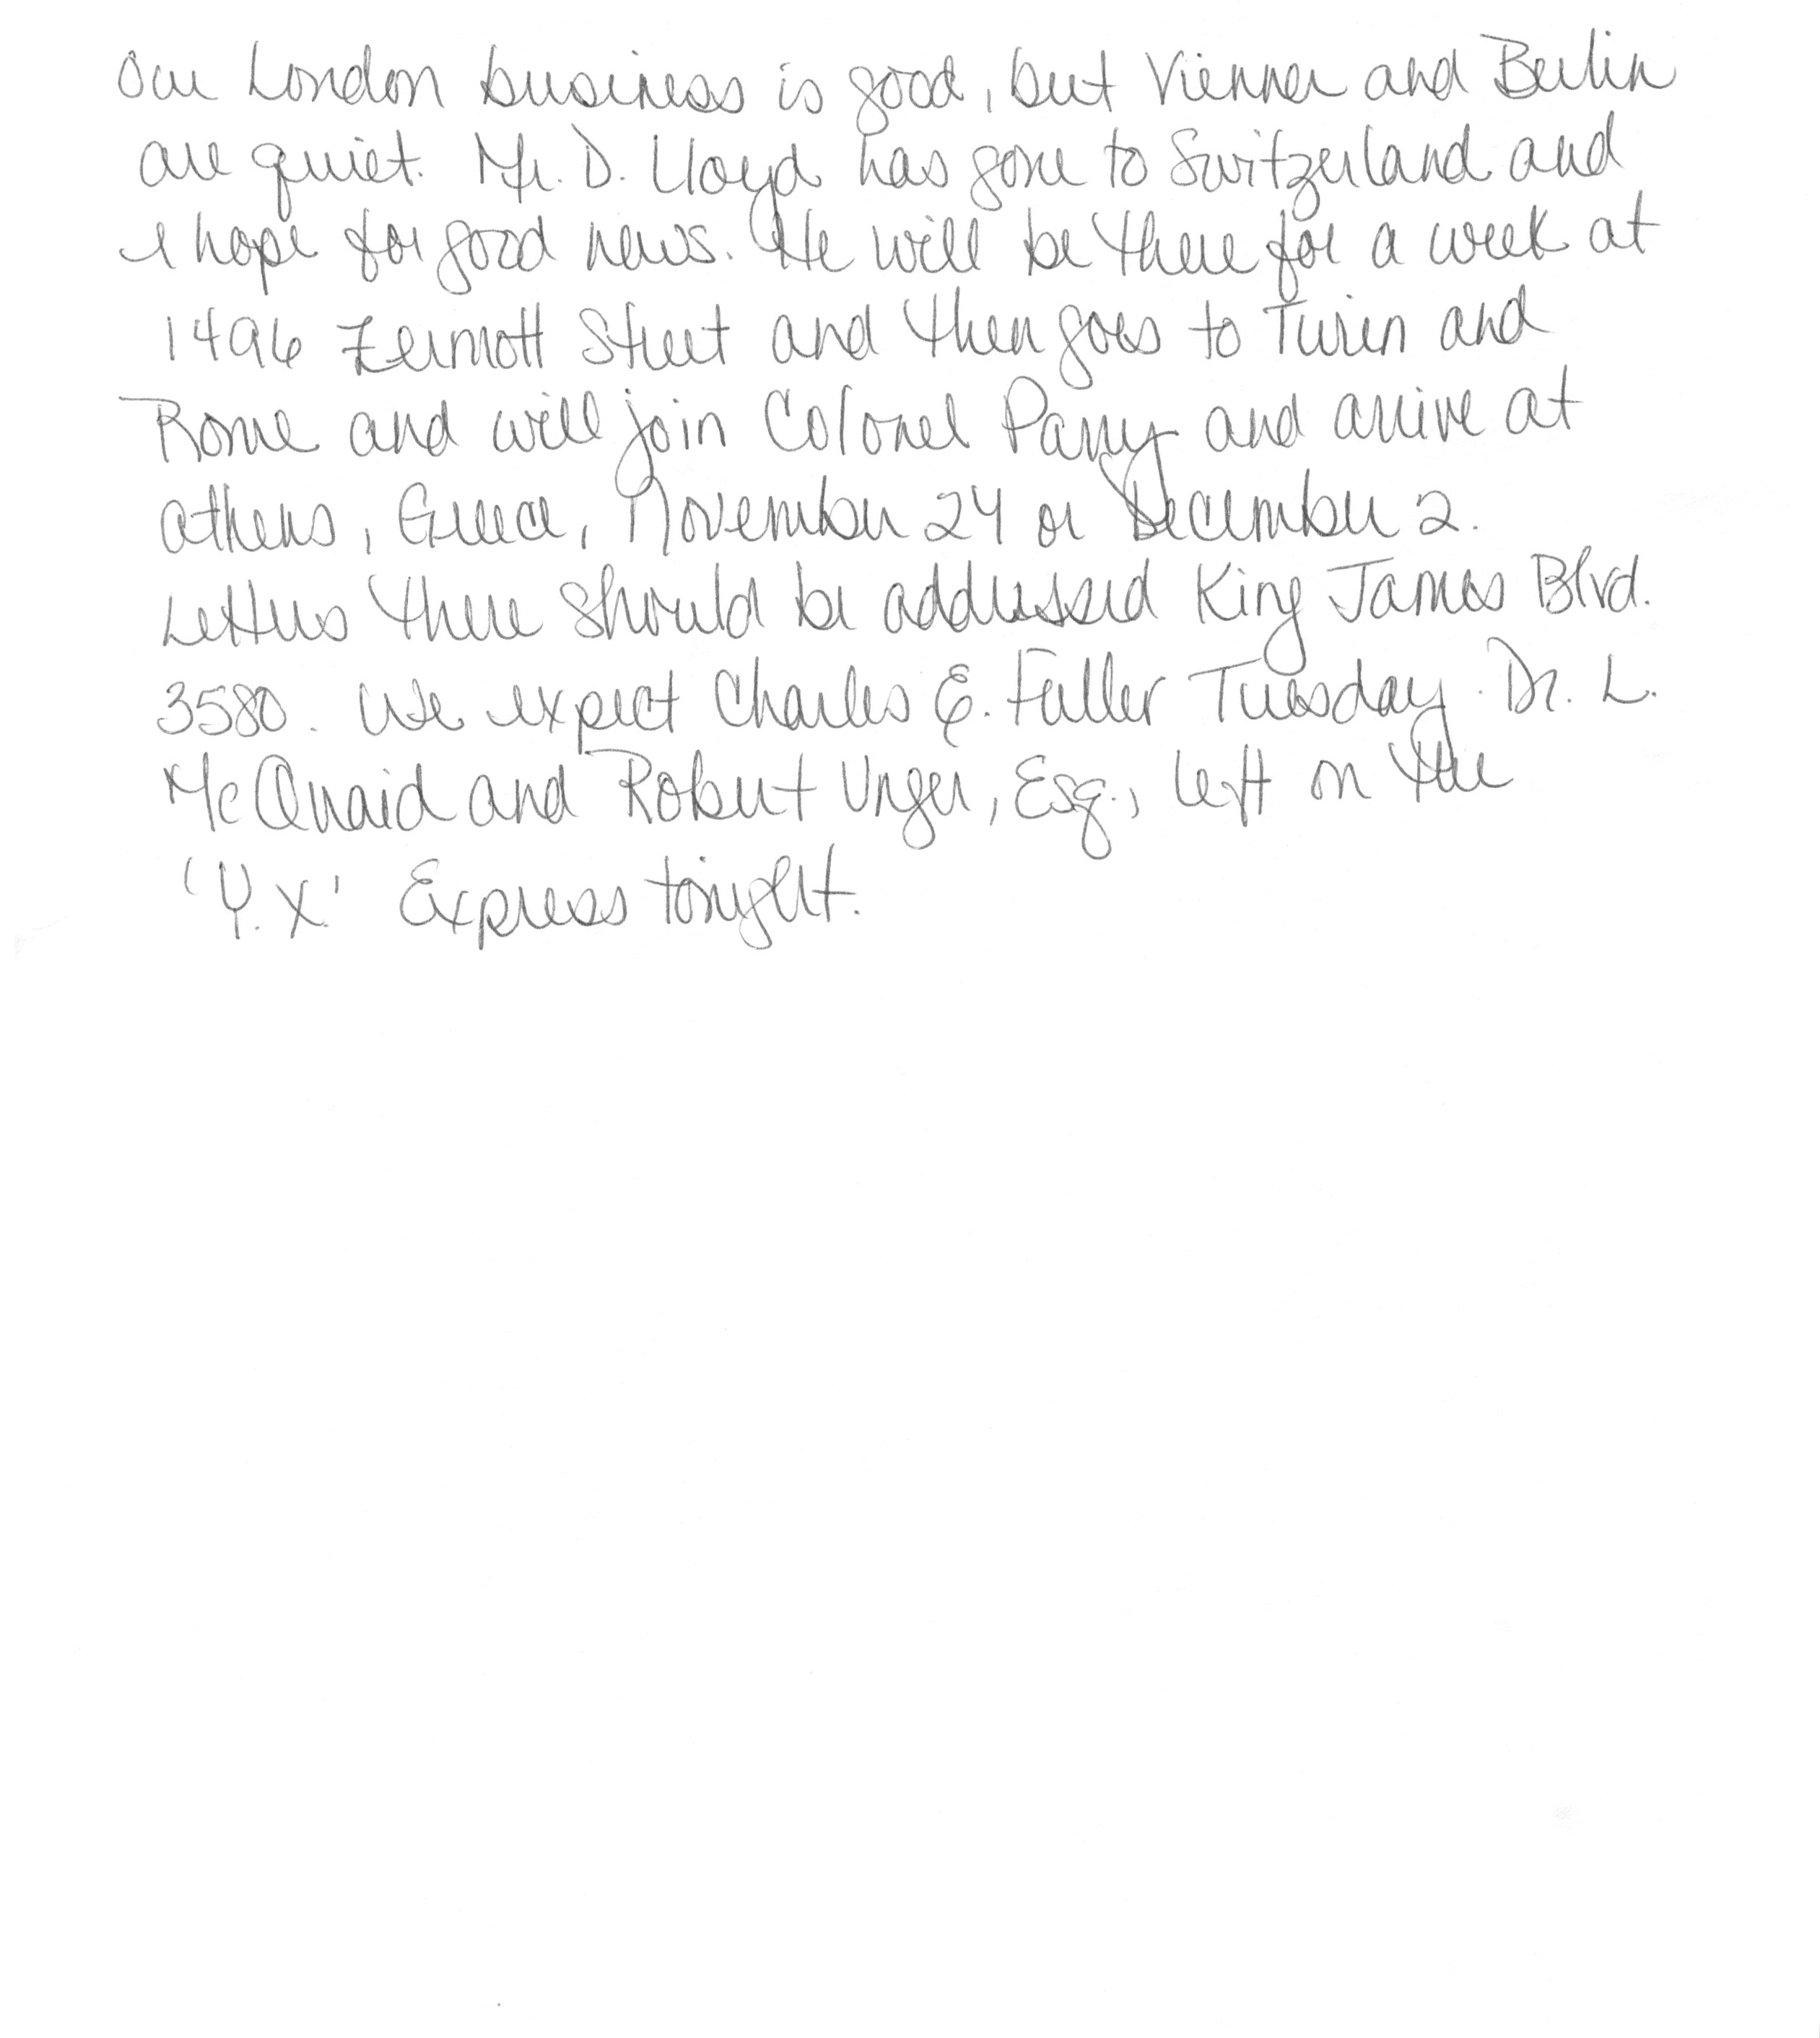 Our London business is good, but Vienna and Berlin
are quiet. Mr. D. Lloyd has gone to Switzerland and
I hope for good news. He will be there for a week at
1496 Zermott Street and then goes to Turin and
Rome and will join Colonel Parry and arrive at
Athens, Greece, November 24 or December 2.
Letters there should be addressed King James Blvd.
3580. We expect Charles E. Fuller Tuesday. Dr. L.
McQuaid and Robert Unger, Esq., left on the
'Y.X.' Express tonight.